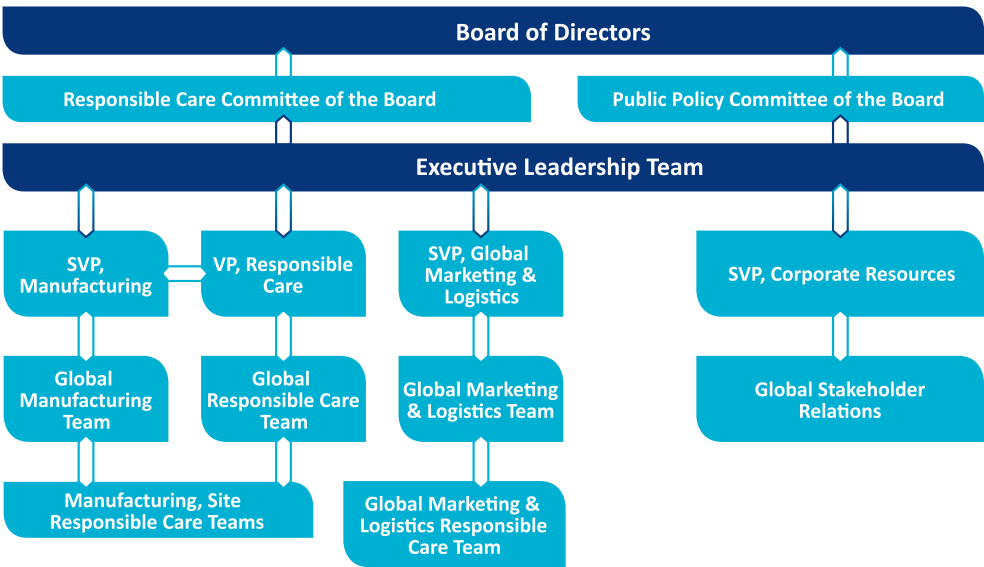 Board of Directors
Responsible Care Committee of the Board
Public Policy Committee of the Board
Executive Leadership Team
SVP,
Manufacturing
VP, Responsible
Care
SVP, Global
Marketing &
Logistics
SVP, Corporate Resources
Global
Manufacturing
Team
Global
Responsible Care
Team
Global Marketing
& Logistics Team
Global Stakeholder
Relations
Manufacturing, Site
Responsible Care Teams
Global Marketing &
Logistics Responsible
Care Team